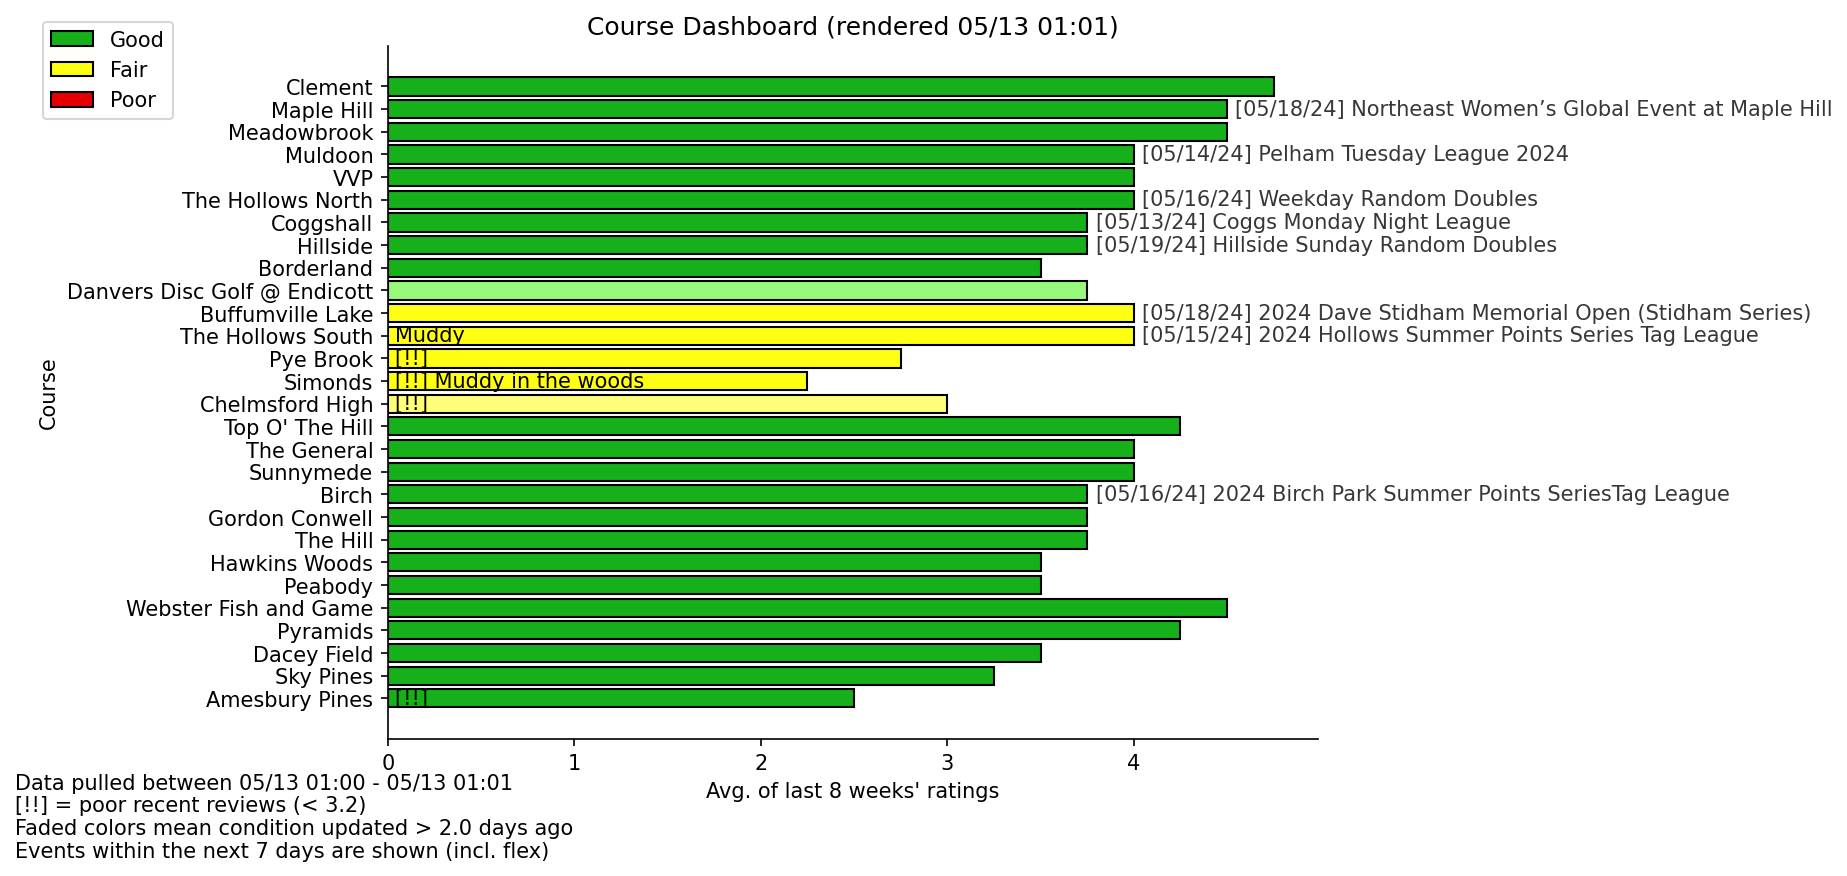 Course Dashboard (rendered 05/13 01:01)
Good
Fair
Poor
Clement
Maple Hill [05/18/24] Northeast Women’s Global Event at Maple Hill
Meadowbrook
Muldoon [05/14/24] Pelham Tuesday League 2024
VVP
The Hollows North [05/16/24] Weekday Random Doubles
Coggshall [05/13/24] Coggs Monday Night League
Hillside [05/19/24] Hillside Sunday Random Doubles
Borderland
Danvers Disc Golf @ Endicott
Buffumville Lake [05/18/24] 2024 Dave Stidham Memorial Open (Stidham Series)
The Hollows South Muddy [05/15/24] 2024 Hollows Summer Points Series Tag League
Pye Brook [!!]
Simonds [!!] Muddy in the woods
Chelmsford High [!!]
Top O' The Hill
The General
Sunnymede
Birch [05/16/24] 2024 Birch Park Summer Points SeriesTag League
Gordon Conwell
The Hill
Hawkins Woods
Peabody
Webster Fish and Game
Pyramids
Dacey Field
Sky Pines
Amesbury Pines [!!]
Course
0 1 2 3 4
Avg. of last 8 weeks' ratings
Data pulled between 05/13 01:00 - 05/13 01:01
[!!] = poor recent reviews (< 3.2)
Faded colors mean condition updated > 2.0 days ago
Events within the next 7 days are shown (incl. flex)